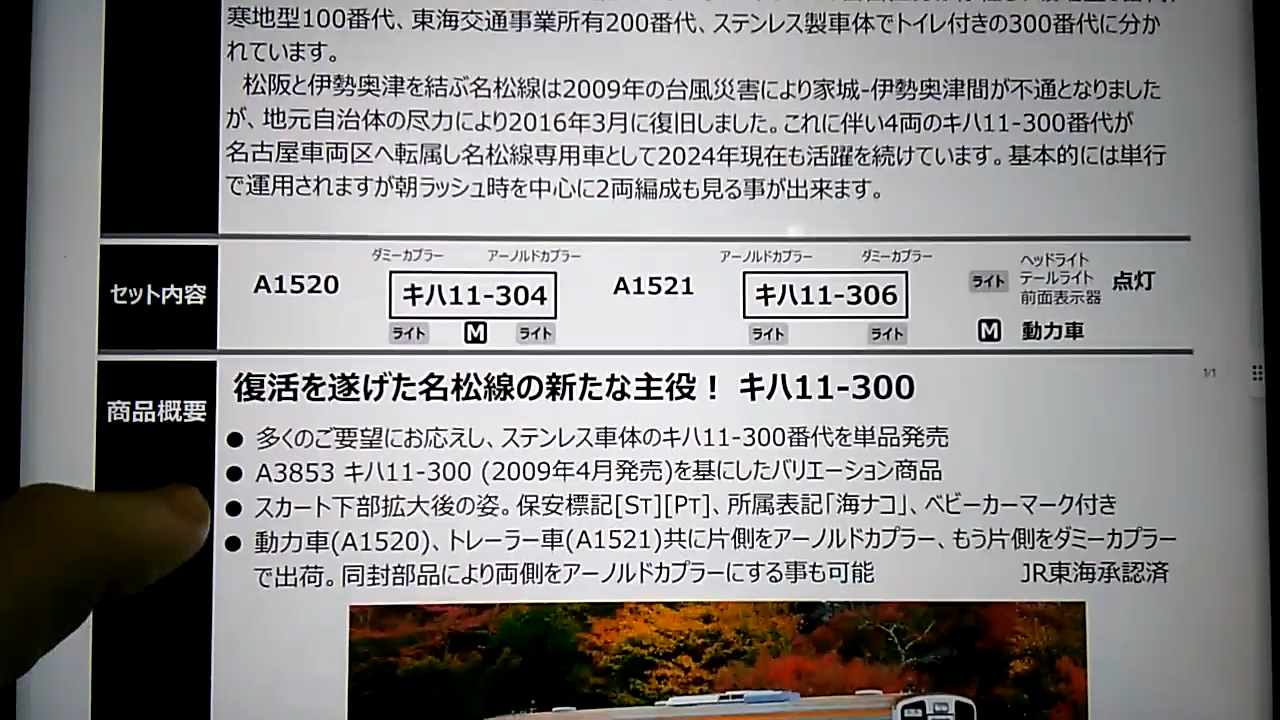 寒地型100番代、東海交通事業所有200番代、ステンレス製車体でトイレ付きの300番代に分か
れています。
松阪と伊勢奥津を結ぶ名松線は2009年の台風災害により家城-伊勢奥津間が不通となりました
が、地元自治体の尽力により2016年3月に復旧しました。これに伴い4両のキハ11-300番代が
名古屋車両区へ転属し名松線専用車として2024年現在も活躍を続けています。基本的には単行
で運用されますが朝ラッシュ時を中心に2両編成も見る事が出来ます。
セット内容
ダミーカプラー アーノルドカプラー
A1520 キハ11-304
ライト M ライト
アーノルドカプラー ダミーカプラー
A1521 キハ11-306
ライト ライト
ライト ヘッドライト テールライト 前面表示器 点灯
M 動力車
1/1
商品概要
復活を遂げた名松線の新たな主役！ キハ11-300
● 多くのご要望にお応えし、ステンレス車体のキハ11-300番代を単品発売
● A3853 キハ11-300 (2009年4月発売)を基にしたバリエーション商品
● スカート下部拡大後の姿。保安標記[ST][PT]、所属表記「海ナコ」、ベビーカーマーク付き
● 動力車(A1520)、トレーラー車(A1521)共に片側をアーノルドカプラー、もう片側をダミーカプラー
で出荷。同封部品により両側をアーノルドカプラーにする事も可能 JR東海承認済